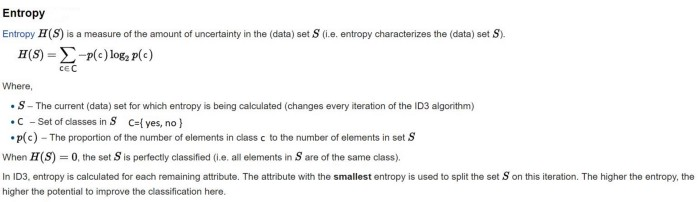 Entropy
Entropy H(S) is a measure of the amount of uncertainty in the (data) set S (i.e. entropy characterizes the (data) set S).
H(S) = ∑ −p(c) log₂ p(c)
c∈C
Where,
• S – The current (data) set for which entropy is being calculated (changes every iteration of the ID3 algorithm)
• C – Set of classes in S C={ yes, no }
• p(c) – The proportion of the number of elements in class c to the number of elements in set S
When H(S) = 0, the set S is perfectly classified (i.e. all elements in S are of the same class).
In ID3, entropy is calculated for each remaining attribute. The attribute with the smallest entropy is used to split the set S on this iteration. The higher the entropy, the
higher the potential to improve the classification here.